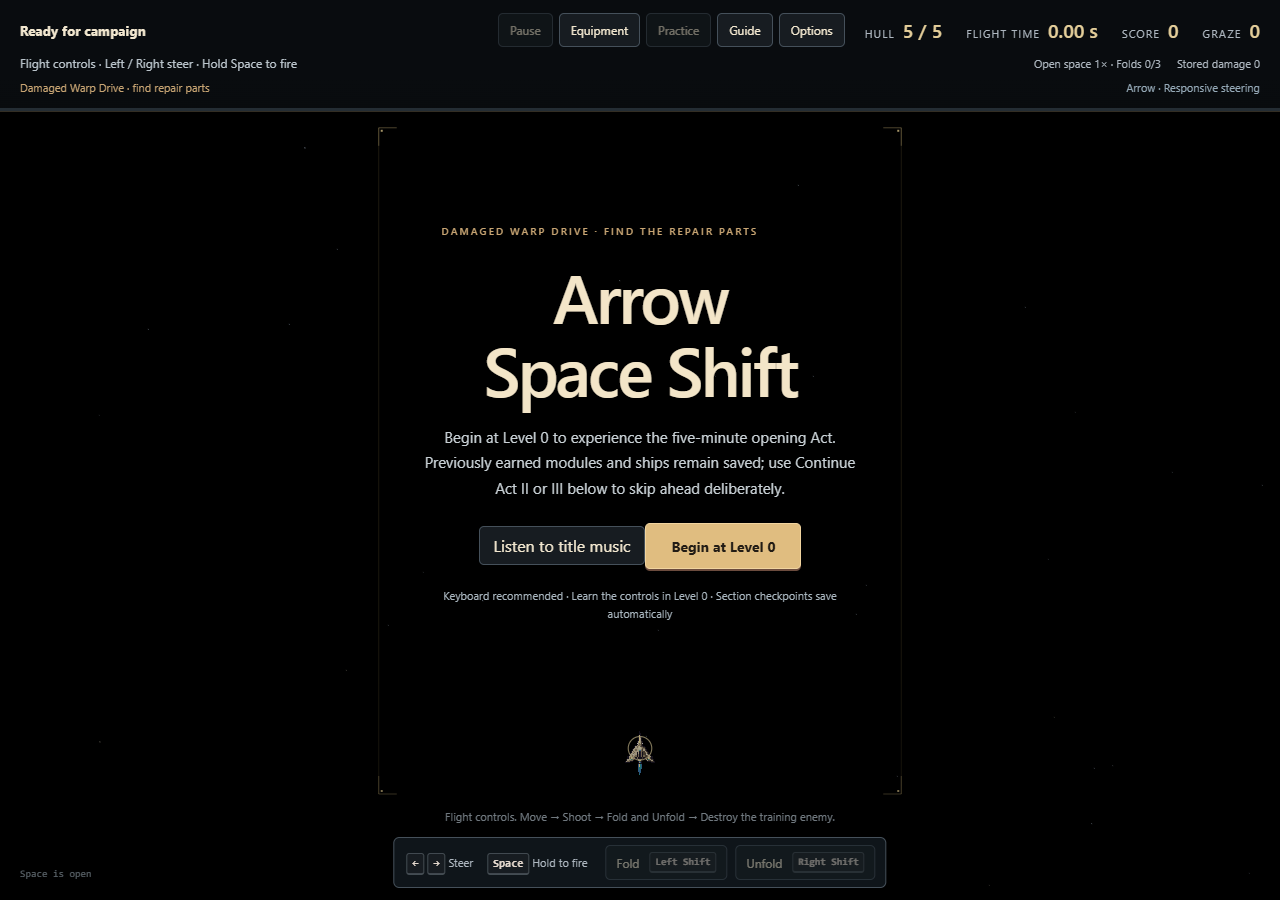 Ready for campaign
Pause Equipment Practice Guide Options
HULL 5 / 5 FLIGHT TIME 0.00 s SCORE 0 GRAZE 0
Flight controls · Left / Right steer · Hold Space to fire
Open space 1× · Folds 0/3 Stored damage 0
Damaged Warp Drive · find repair parts
Arrow · Responsive steering
DAMAGED WARP DRIVE · FIND THE REPAIR PARTS
Arrow
Space Shift
Begin at Level 0 to experience the five-minute opening Act.
Previously earned modules and ships remain saved; use Continue
Act II or III below to skip ahead deliberately.
Listen to title music Begin at Level 0
Keyboard recommended · Learn the controls in Level 0 · Section checkpoints save
automatically
Flight controls. Move → Shoot → Fold and Unfold → Destroy the training enemy.
← → Steer Space Hold to fire Fold Left Shift Unfold Right Shift
Space is open